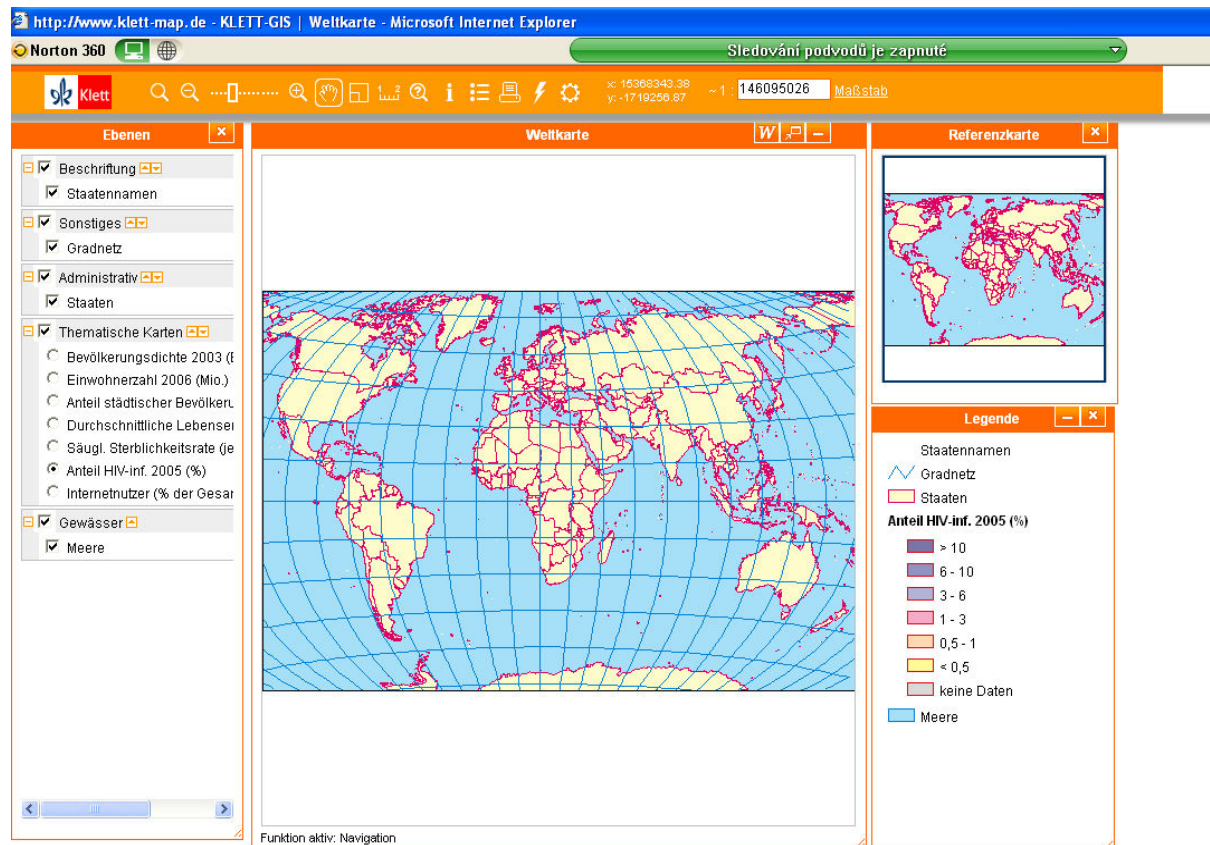 http://www.klett-map.de - KLETT-GIS | Weltkarte - Microsoft Internet Explorer
Norton 360
Sledování podvodů je zapnuté
Klett
x: 15368343.38
y: -1719256.87
~ 1 : 146095026 Maßstab
Ebenen
Beschriftung
Staatennamen
Sonstiges
Gradnetz
Administrativ
Staaten
Thematische Karten
Bevölkerungsdichte 2003 (E
Einwohnerzahl 2006 (Mio.)
Anteil städtischer Bevölkeru
Durchschnittliche Lebenser
Säugl. Sterblichkeitsrate (je
Anteil HIV-inf. 2005 (%)
Internetnutzer (% der Gesar
Gewässer
Meere
Weltkarte
W
Funktion aktiv: Navigation
Referenzkarte
Legende
Staatennamen
Gradnetz
Staaten
Anteil HIV-inf. 2005 (%)
> 10
6 - 10
3 - 6
1 - 3
0,5 - 1
< 0,5
keine Daten
Meere